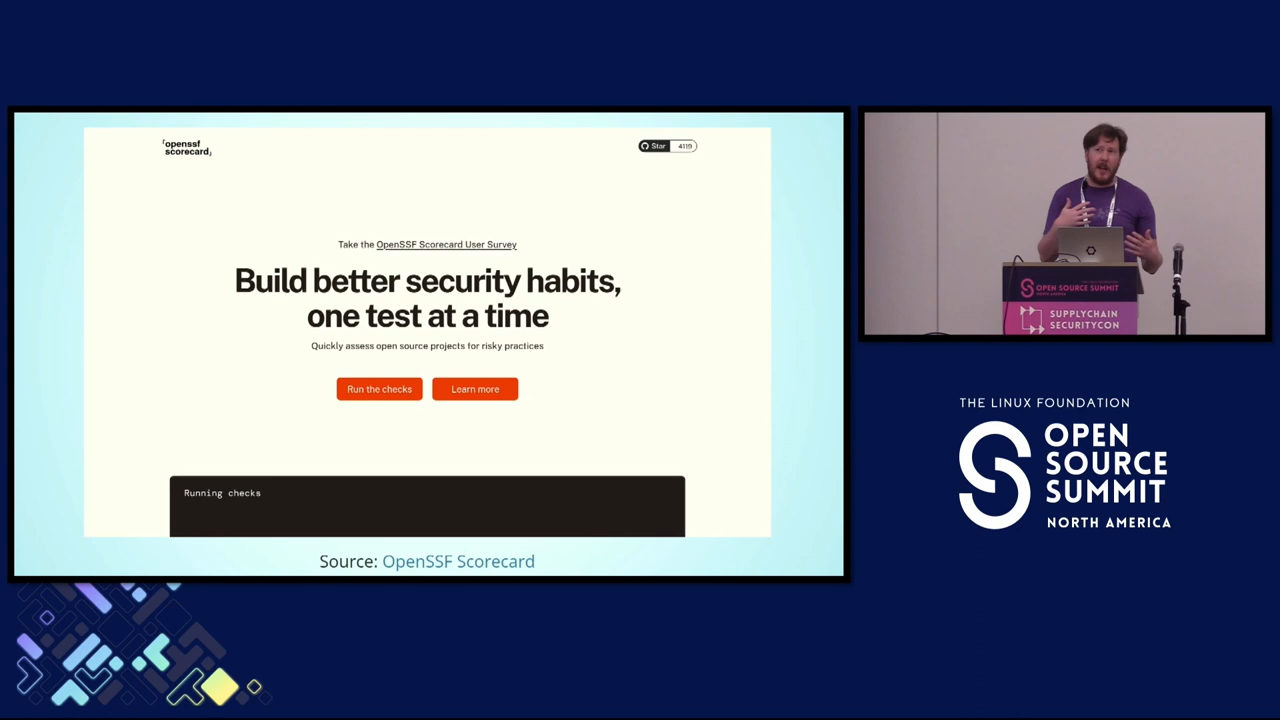 openssf
scorecard
Star 4119
Take the OpenSSF Scorecard User Survey
Build better security habits,
one test at a time
Quickly assess open source projects for risky practices
Run the checks
Learn more
Running checks
Source: OpenSSF Scorecard
OPEN SOURCE SUMMIT
NORTH AMERICA
SUPPLYCHAIN
SECURITYCON
THE LINUX FOUNDATION
OPEN
SOURCE
SUMMIT
NORTH AMERICA